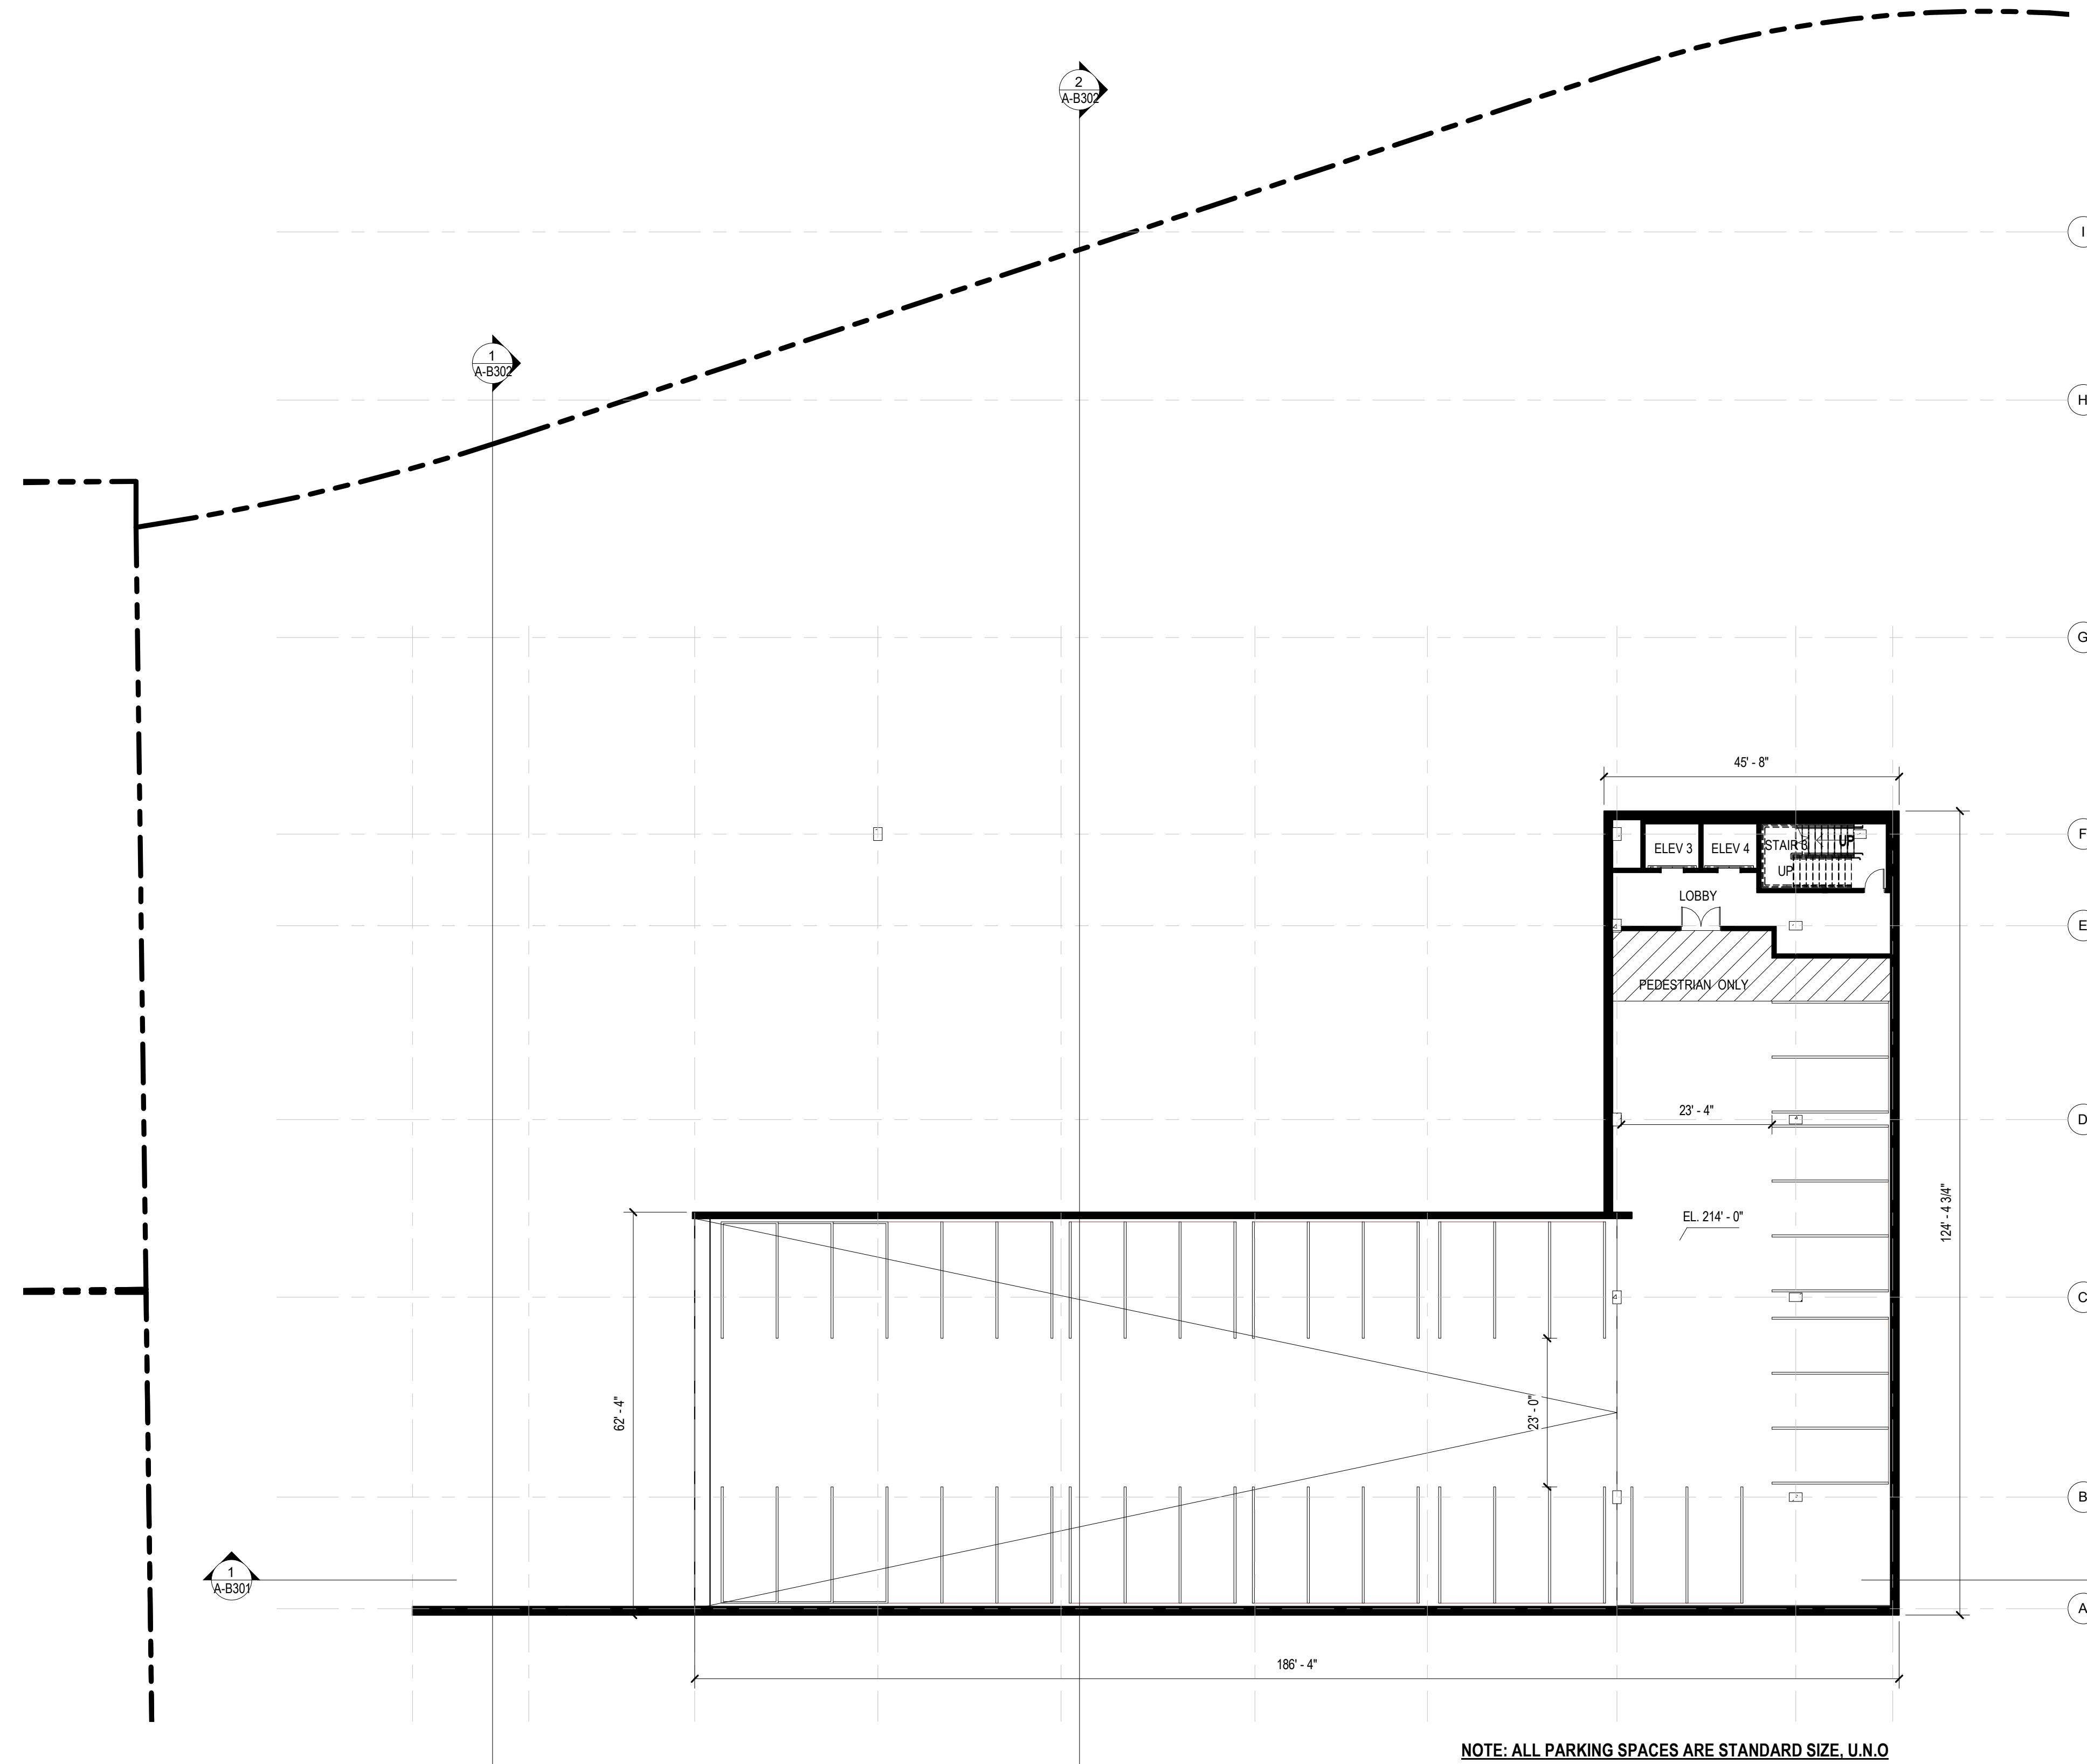 2
A-B302
I
1
A-B302
H
G
45' - 8"
F
ELEV 3
ELEV 4
STAIR 3
UP
UP
LOBBY
E
PEDESTRIAN ONLY
23' - 4"
D
124' - 4 3/4"
EL. 214' - 0"
C
62' - 4"
23' - 0"
B
1
A-B301
A
186' - 4"
NOTE: ALL PARKING SPACES ARE STANDARD SIZE, U.N.O